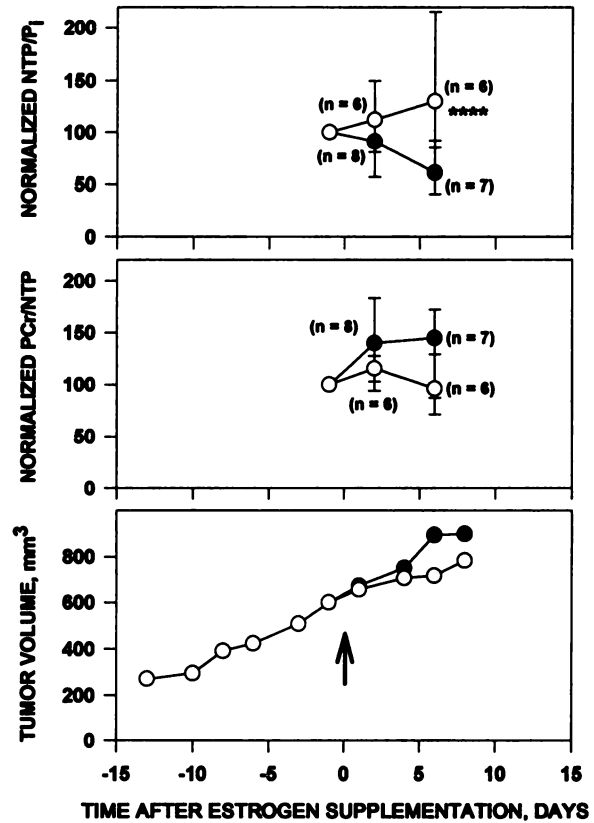 NORMALIZED NTP/Pi
200
150
100
50
0
(n = 6)
(n = 8)
(n = 6)
****
(n = 7)
NORMALIZED PCr/NTP
200
150
100
50
0
(n = 8)
(n = 6)
(n = 7)
(n = 6)
TUMOR VOLUME, mm³
800
600
400
200
0
-15 -10 -5 0 5 10 15
TIME AFTER ESTROGEN SUPPLEMENTATION, DAYS